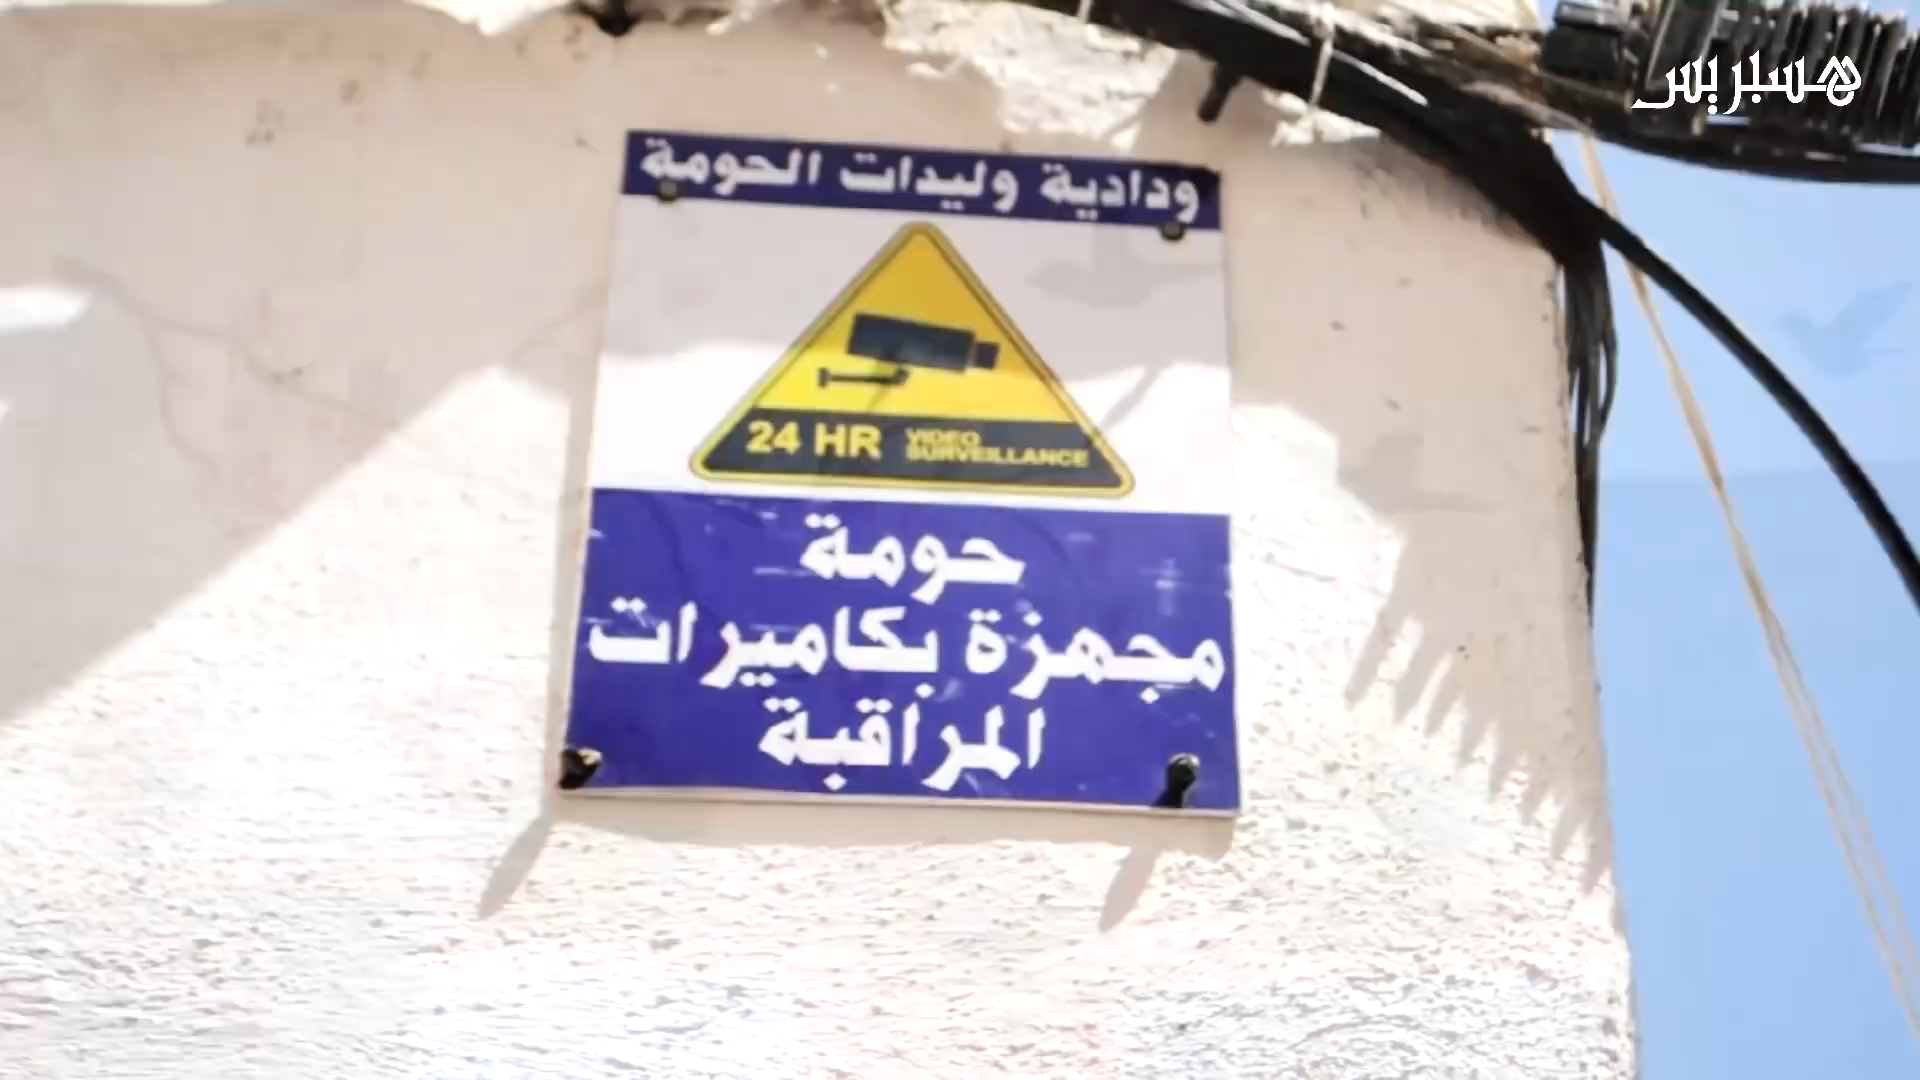 هسبريس
ودادية وليدات الحومة
24 HR
VIDEO
SURVEILLANCE
حومة
مجهزة بكاميرات
المراقبة